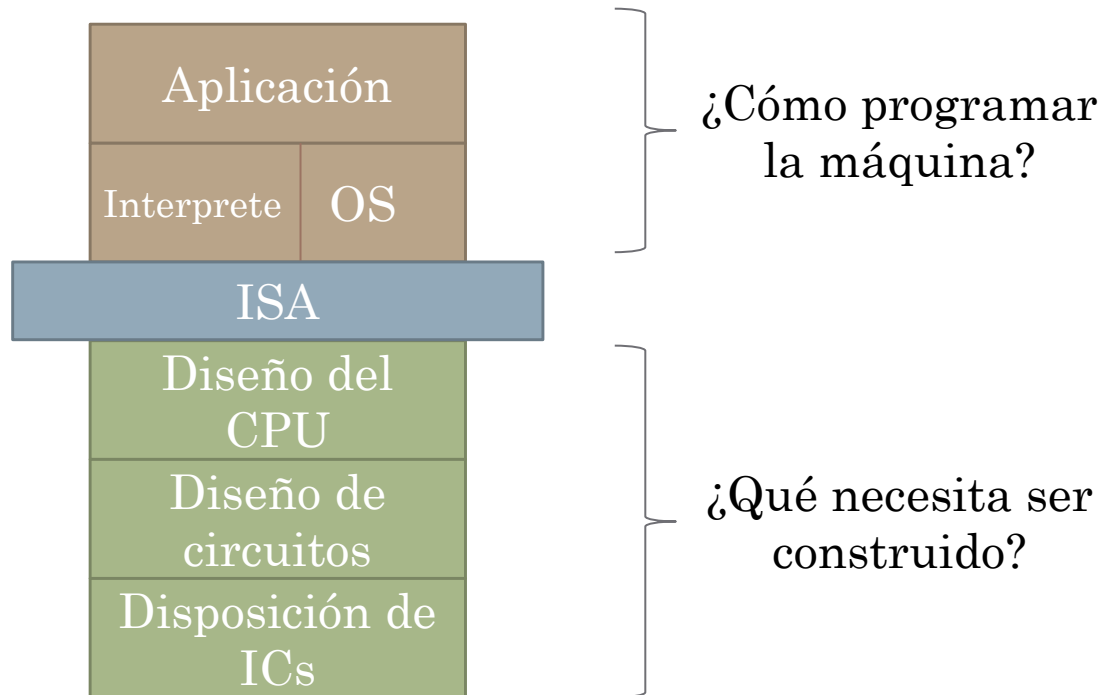 Aplicación
Interprete
OS
ISA
Diseño del
CPU
Diseño de
circuitos
Disposición de
ICs
¿Cómo programar
la máquina?
¿Qué necesita ser
construido?